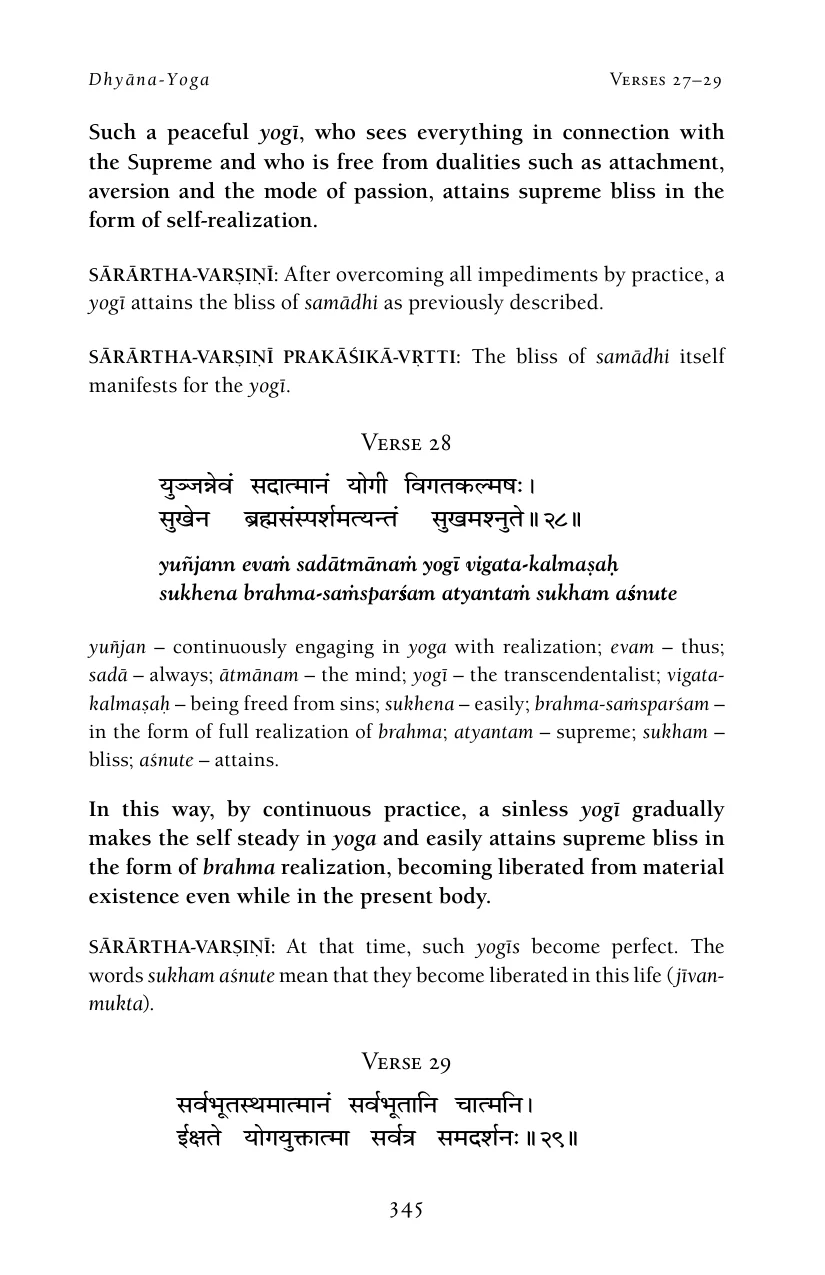 Dhyāna-Yoga Verses 27–29
Such a peaceful yogī, who sees everything in connection with
the Supreme and who is free from dualities such as attachment,
aversion and the mode of passion, attains supreme bliss in the
form of self-realization.
SĀRĀRTHA-VARṢIṆĪ: After overcoming all impediments by practice, a
yogī attains the bliss of samādhi as previously described.
SĀRĀRTHA-VARṢIṆĪ PRAKĀŚIKĀ-VṚTTI: The bliss of samādhi itself
manifests for the yogī.
Verse 28
युञ्जन्नेवं सदात्मानं योगी विगतकल्मषः।
सुखेन ब्रह्मसंस्पर्शमत्यन्तं सुखमश्नुते॥२८॥
yuñjann evaṁ sadātmānaṁ yogī vigata-kalmaṣaḥ
sukhena brahma-saṁsparśam atyantaṁ sukham aśnute
yuñjan – continuously engaging in yoga with realization; evam – thus;
sadā – always; ātmānam – the mind; yogī – the transcendentalist; vigata-
kalmaṣaḥ – being freed from sins; sukhena – easily; brahma-saṁsparśam –
in the form of full realization of brahma; atyantam – supreme; sukham –
bliss; aśnute – attains.
In this way, by continuous practice, a sinless yogī gradually
makes the self steady in yoga and easily attains supreme bliss in
the form of brahma realization, becoming liberated from material
existence even while in the present body.
SĀRĀRTHA-VARṢIṆĪ: At that time, such yogīs become perfect. The
words sukham aśnute mean that they become liberated in this life (jīvan-
mukta).
Verse 29
सर्वभूतस्थमात्मानं सर्वभूतानि चात्मनि।
ईक्षते योगयुक्तात्मा सर्वत्र समदर्शनः॥२९॥
345